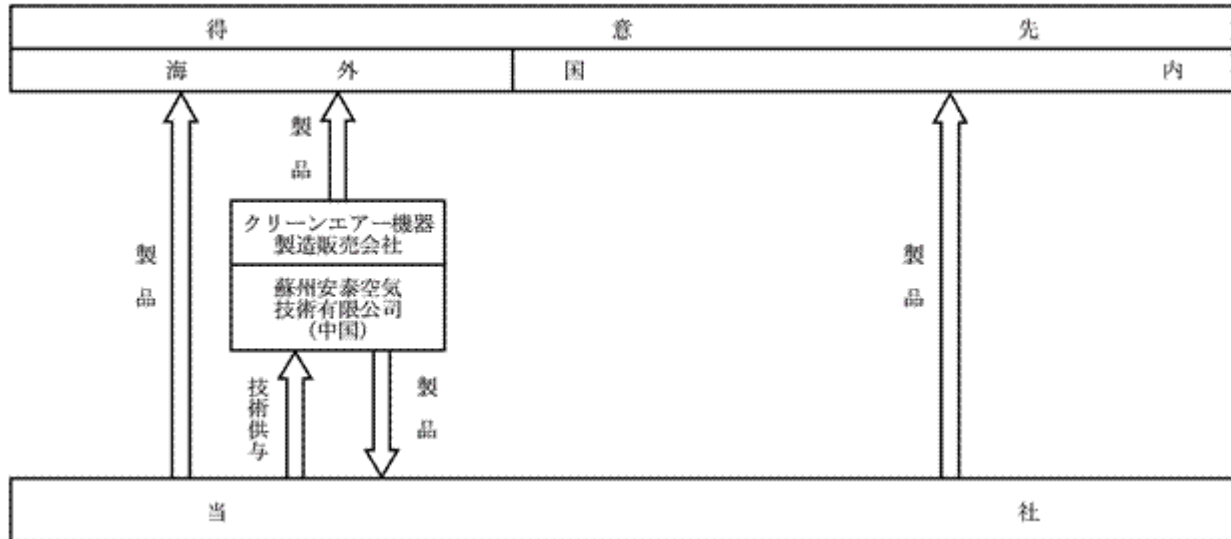 得意先
海外
国内
製品
製品
製品
クリーンエアー機器
製造販売会社
蘇州安泰空気
技術有限公司
（中国）
技術供与
製品
当社